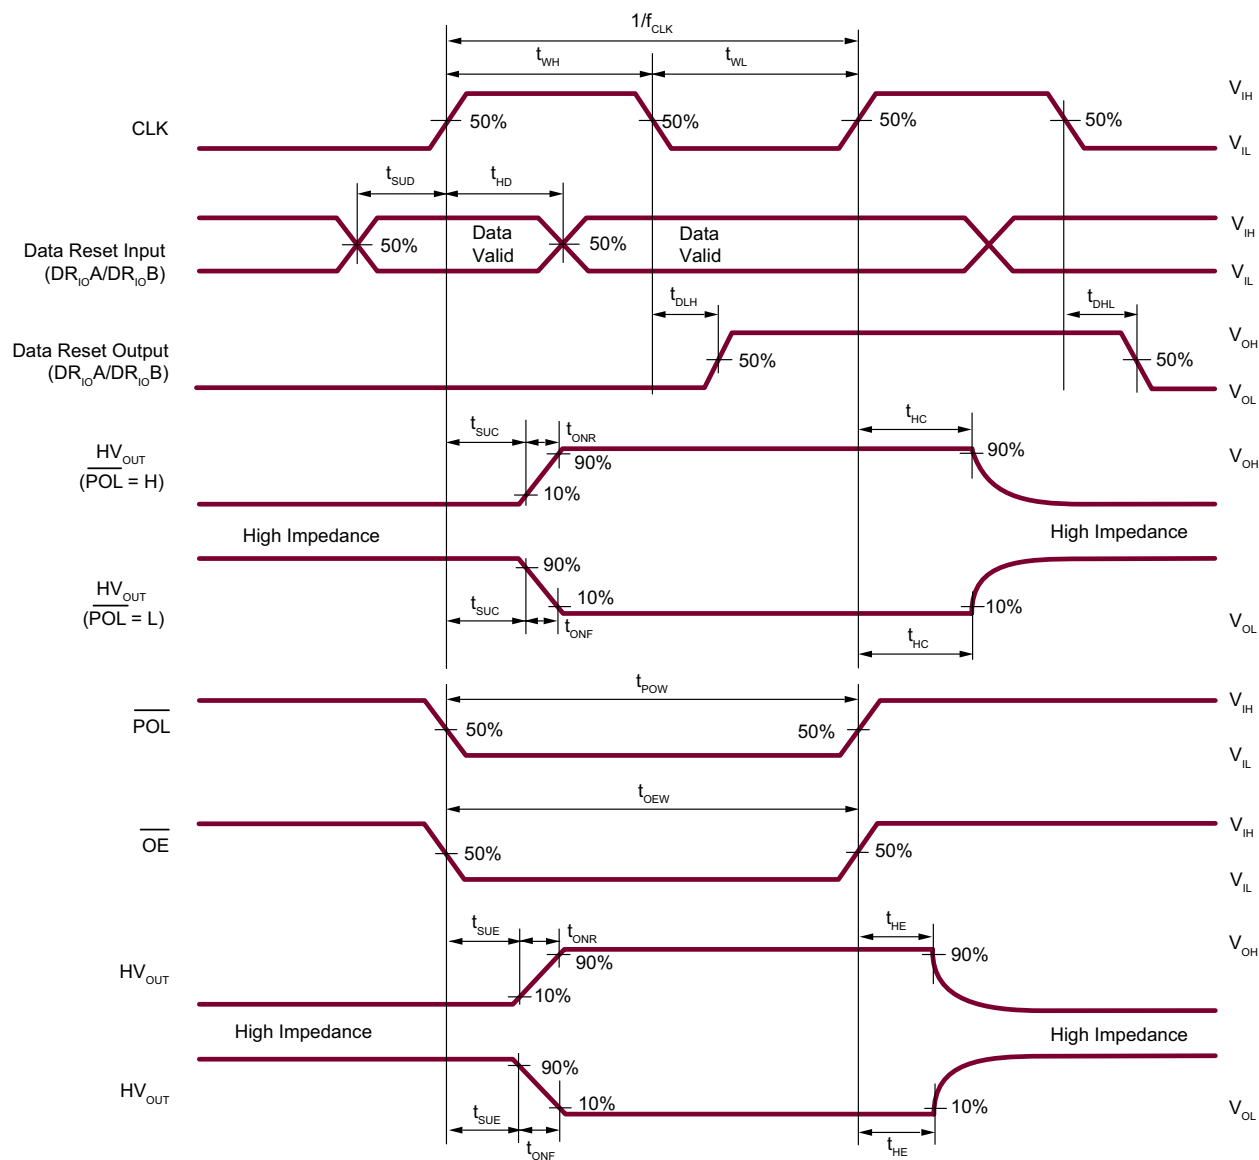 1/fCLK
tWH tWL
CLK 50% 50% 50% 50% VIH
VIL
tSUD tHD
Data Reset Input
(DRIOA/DRIOB)
50% Data
Valid
50% Data
Valid
VIH
VIL
tDLH tDHL
Data Reset Output
(DRIOA/DRIOB)
50% 50% VOH
VOL
tSUC tONR tHC
HVOUT
(POL = H)
90% 90% VOH
10%
High Impedance High Impedance
HVOUT
(POL = L)
90%
10% 10%
tSUC tONF tHC
VOL
tPOW
POL 50% 50% VIH
VIL
tOEW
OE 50% 50% VIH
VIL
tSUE tONR tHE
HVOUT 90% 90% VOH
10%
High Impedance High Impedance
HVOUT 90%
10% 10% VOL
tSUE tONF tHE